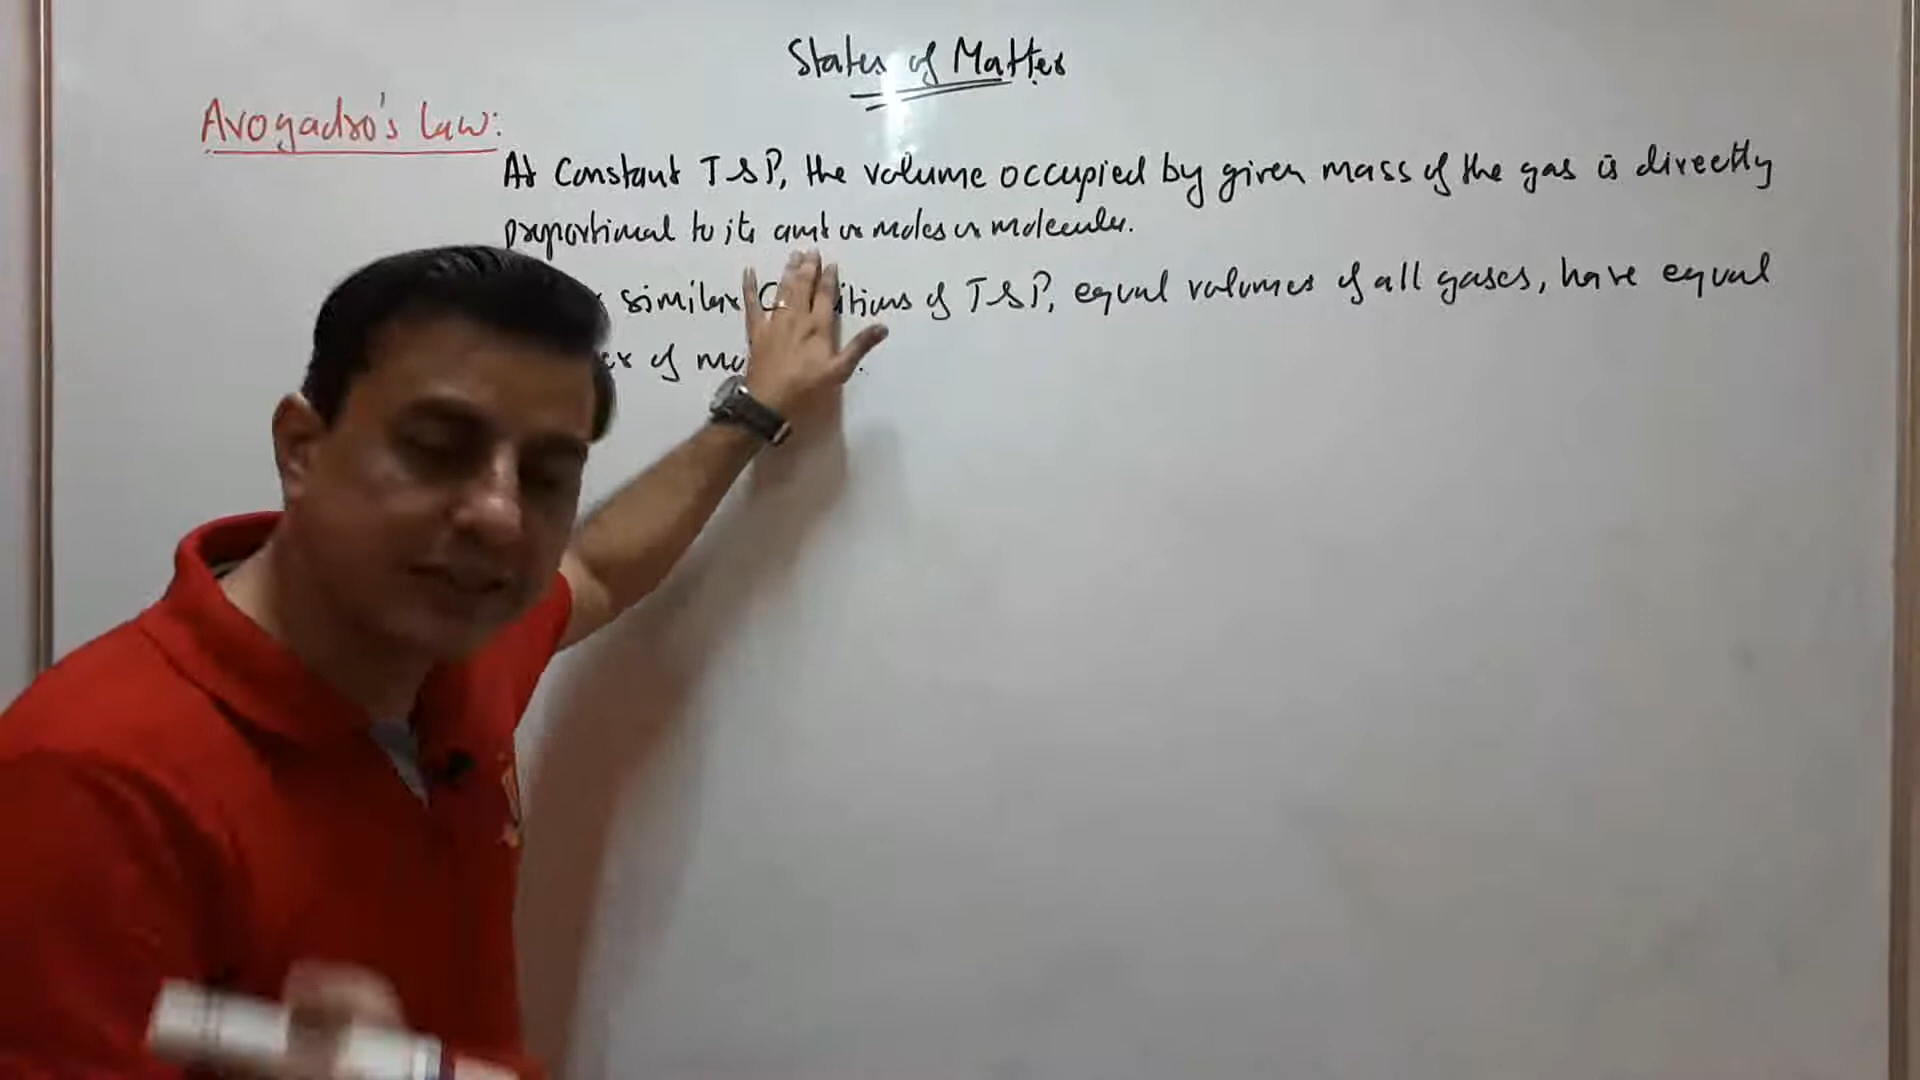 States of Matter
Avogadro's Law:
At Constant T & P, the volume occupied by given mass of the gas is directly
proportional to its amt or moles or molecules.
similar of T & P, equal volumes of all gases, have equal
of